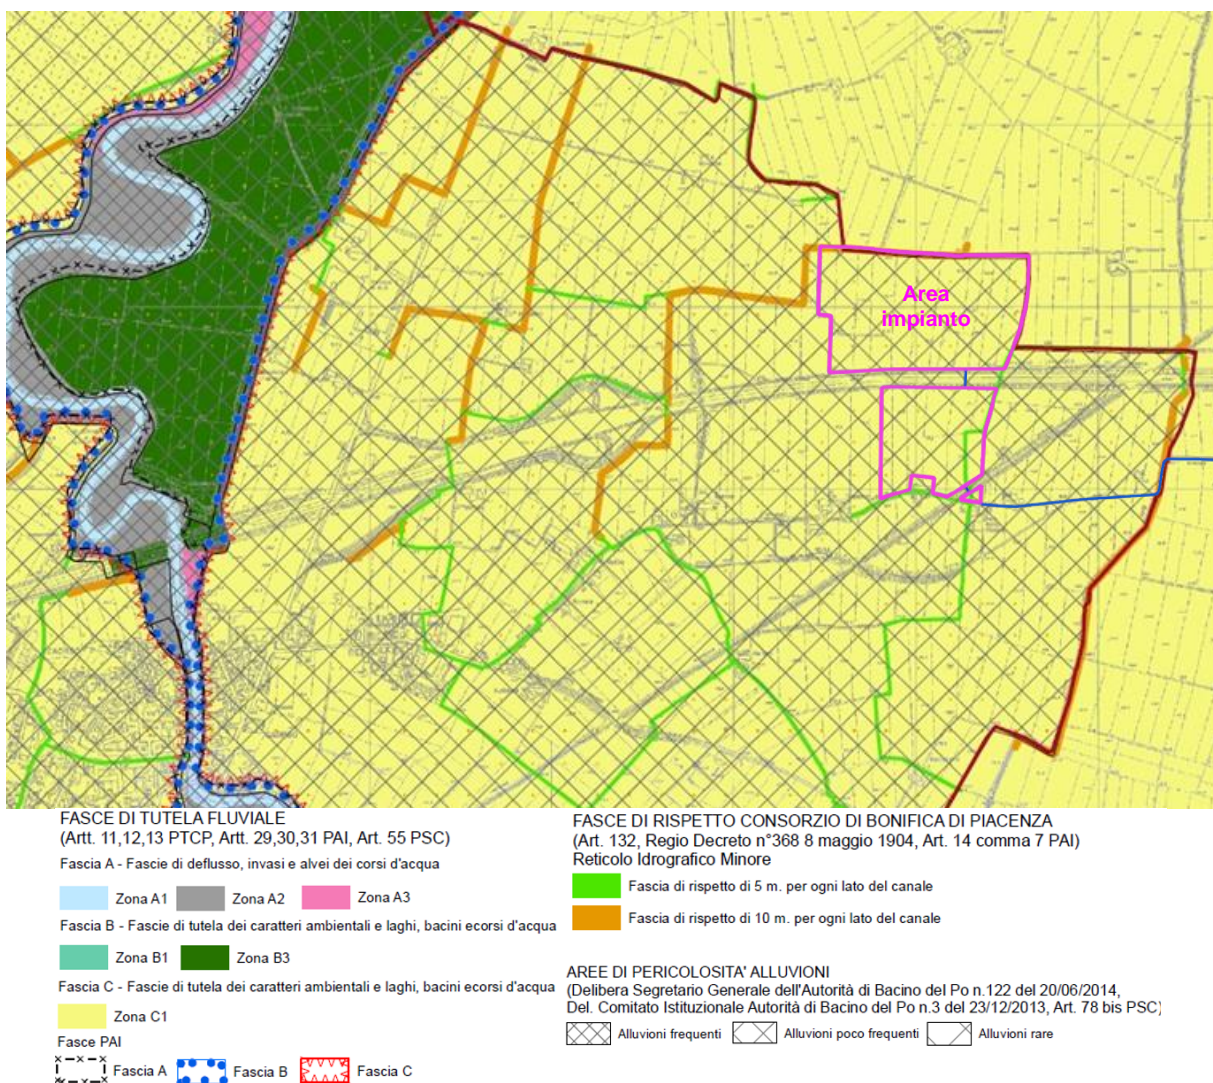 Area
impianto
FASCE DI TUTELA FLUVIALE
(Artt. 11,12,13 PTCP, Artt. 29,30,31 PAI, Art. 55 PSC)
Fascia A - Fascie di deflusso, invasi e alvei dei corsi d'acqua
Zona A1 Zona A2 Zona A3
Fascia B - Fascie di tutela dei caratteri ambientali e laghi, bacini ecorsi d'acqua
Zona B1 Zona B3
Fascia C - Fascie di tutela dei caratteri ambientali e laghi, bacini ecorsi d'acqua
Zona C1
Fasce PAI
Fascia A Fascia B Fascia C
FASCE DI RISPETTO CONSORZIO DI BONIFICA DI PIACENZA
(Art. 132, Regio Decreto n°368 8 maggio 1904, Art. 14 comma 7 PAI)
Reticolo Idrografico Minore
Fascia di rispetto di 5 m. per ogni lato del canale
Fascia di rispetto di 10 m. per ogni lato del canale
AREE DI PERICOLOSITA' ALLUVIONI
(Delibera Segretario Generale dell'Autorità di Bacino del Po n.122 del 20/06/2014,
Del. Comitato Istituzionale Autorità di Bacino del Po n.3 del 23/12/2013, Art. 78 bis PSC)
Alluvioni frequenti Alluvioni poco frequenti Alluvioni rare